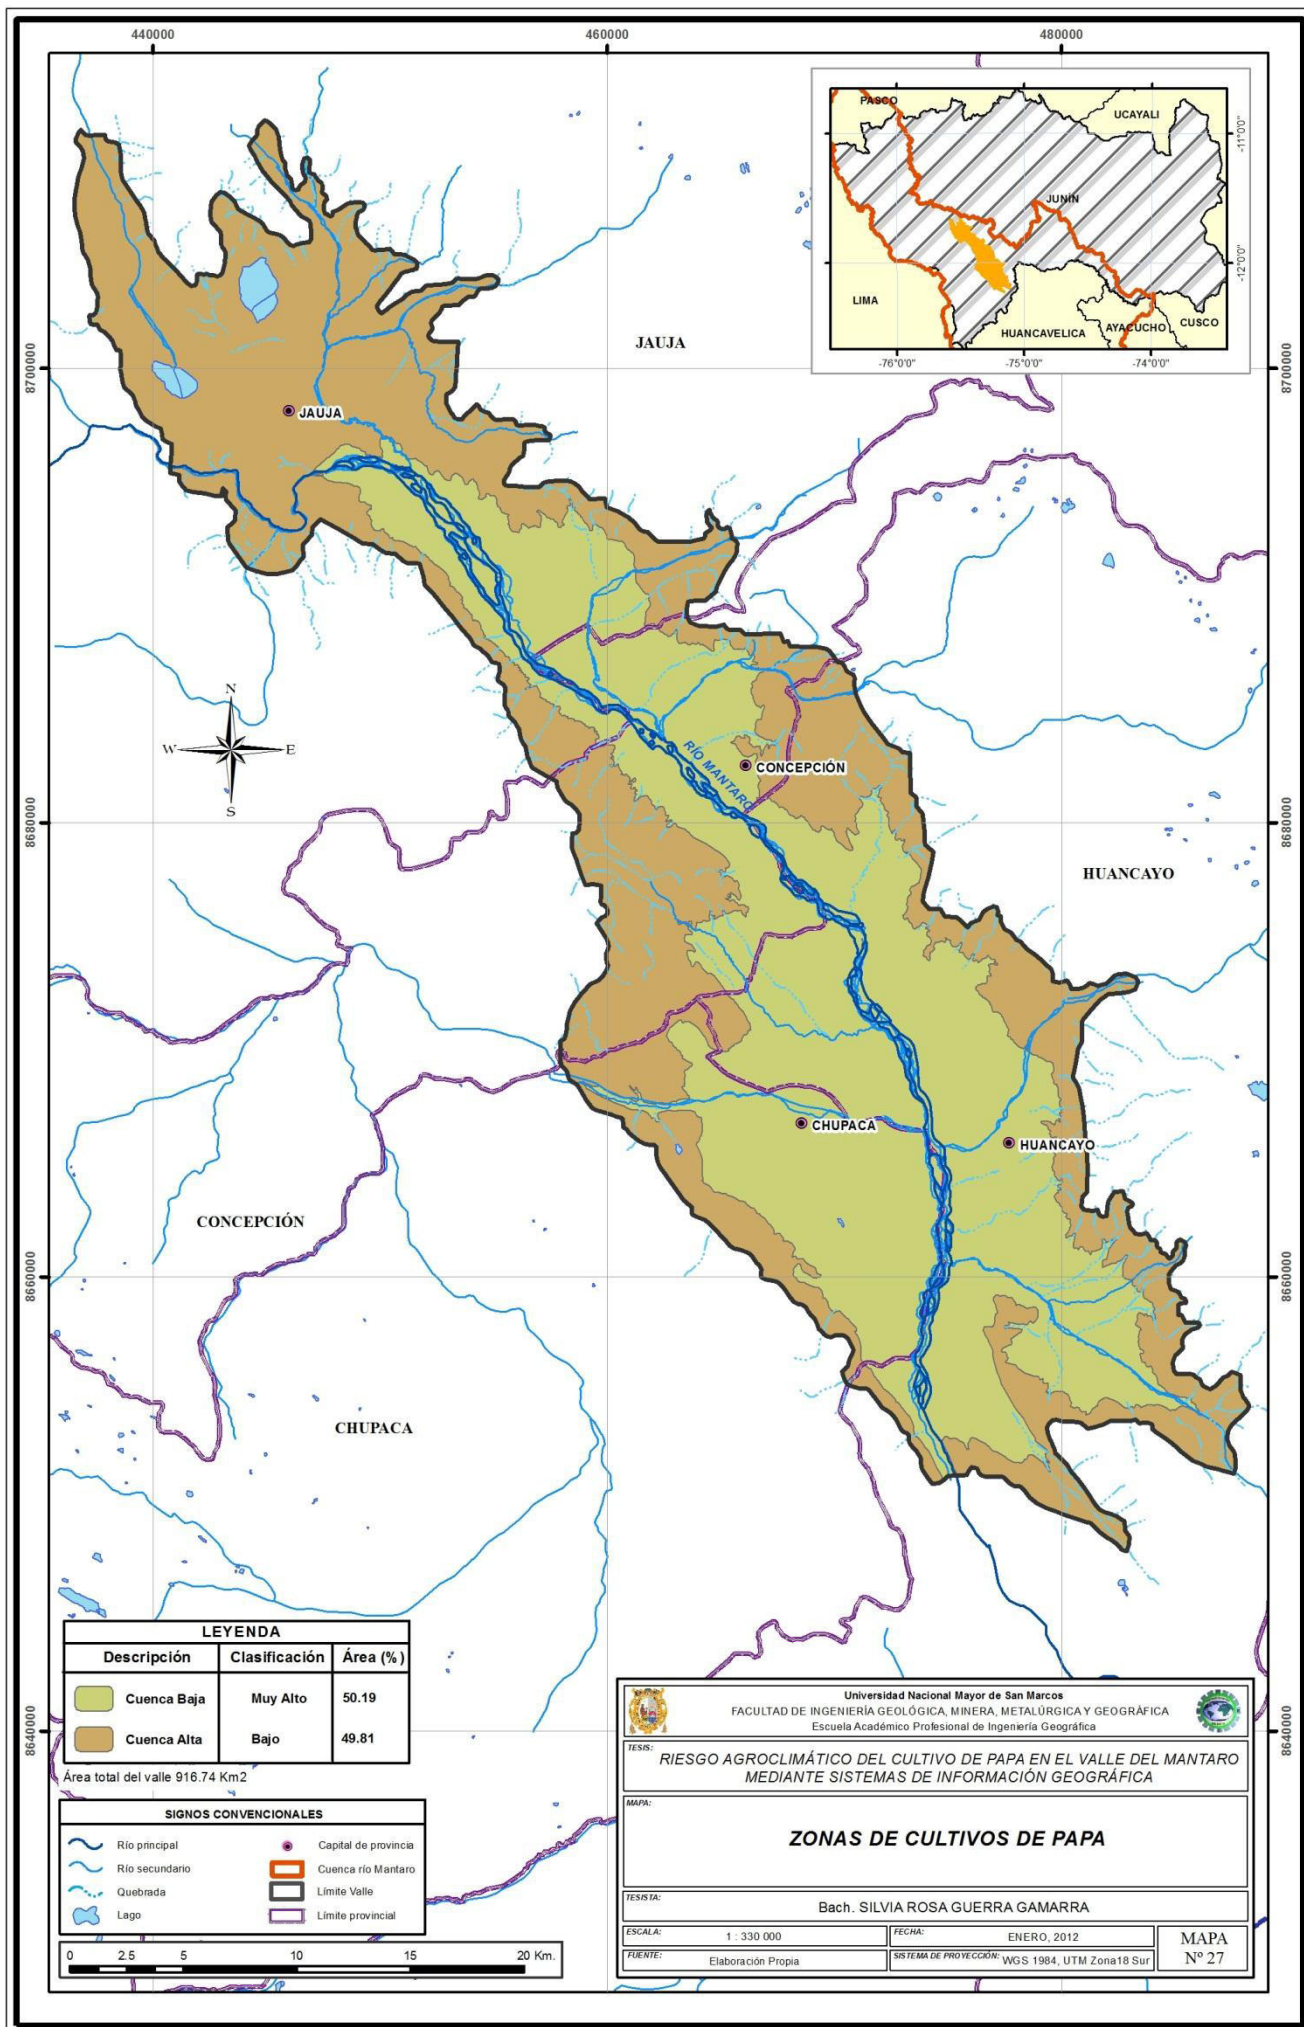 440000
460000
480000
PASCO
UCAYALI
JUNÍN
LIMA
HUANCAVELICA
AYACUCHO
CUSCO
-11°0'0"
-12°0'0"
-76°0'0"
-75°0'0"
-74°0'0"
8700000
8700000
JAUJA
JAUJA
N
W
E
S
RÍO MANTARO
CONCEPCIÓN
8680000
8680000
HUANCAYO
CHUPACA
HUANCAYO
CONCEPCIÓN
8660000
8660000
CHUPACA
LEYENDA
Descripción Clasificación Área (%)
Cuenca Baja Muy Alto 50.19
Cuenca Alta Bajo 49.81
Área total del valle 916.74 Km2
8640000
8640000
SIGNOS CONVENCIONALES
Río principal Capital de provincia
Río secundario Cuenca río Mantaro
Quebrada Límite Valle
Lago Límite provincial
0 2.5 5 10 15 20 Km.
Universidad Nacional Mayor de San Marcos
FACULTAD DE INGENIERÍA GEOLÓGICA, MINERA, METALÚRGICA Y GEOGRÁFICA
Escuela Académico Profesional de Ingeniería Geográfica
TESIS:
RIESGO AGROCLIMÁTICO DEL CULTIVO DE PAPA EN EL VALLE DEL MANTARO
MEDIANTE SISTEMAS DE INFORMACIÓN GEOGRÁFICA
MAPA:
ZONAS DE CULTIVOS DE PAPA
TESISTA:
Bach. SILVIA ROSA GUERRA GAMARRA
ESCALA: 1 : 330 000
FECHA: ENERO, 2012
FUENTE: Elaboración Propia
SISTEMA DE PROYECCIÓN: WGS 1984, UTM Zona18 Sur
MAPA
Nº 27